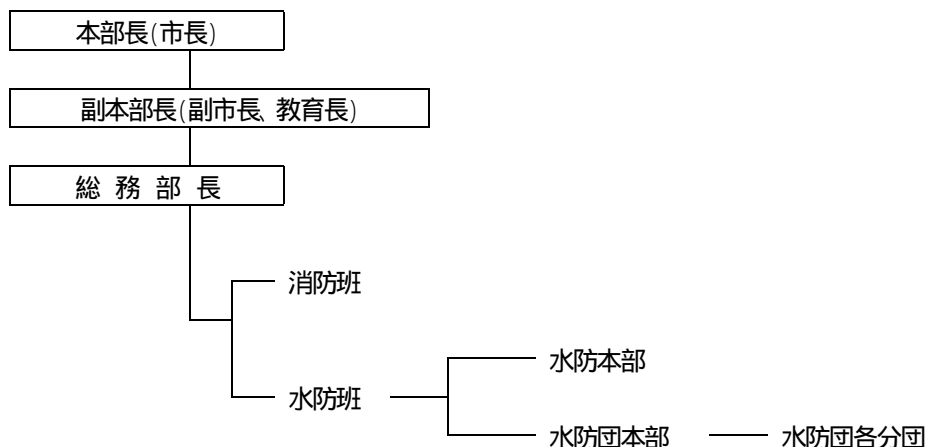 本部長(市長)
副本部長(副市長、教育長)
総 務 部 長
消防班
水防本部
水防班
水防団本部 水防団各分団